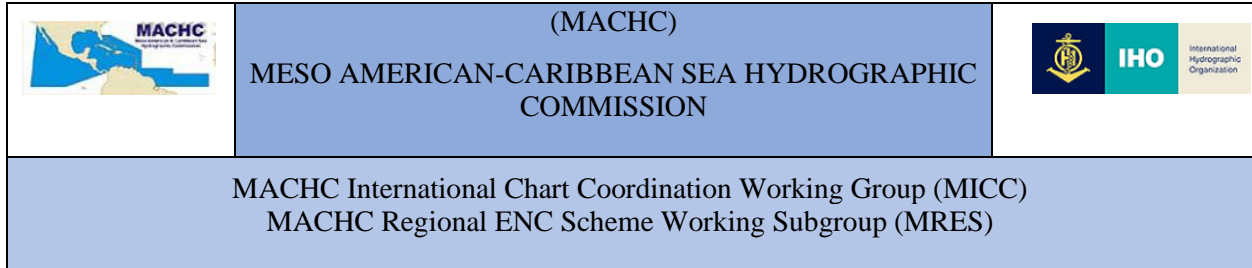 MACHC
(MACHC)
MESO AMERICAN-CARIBBEAN SEA HYDROGRAPHIC
COMMISSION
IHO
International
Hydrographic
Organization
MACHC International Chart Coordination Working Group (MICC)
MACHC Regional ENC Scheme Working Subgroup (MRES)